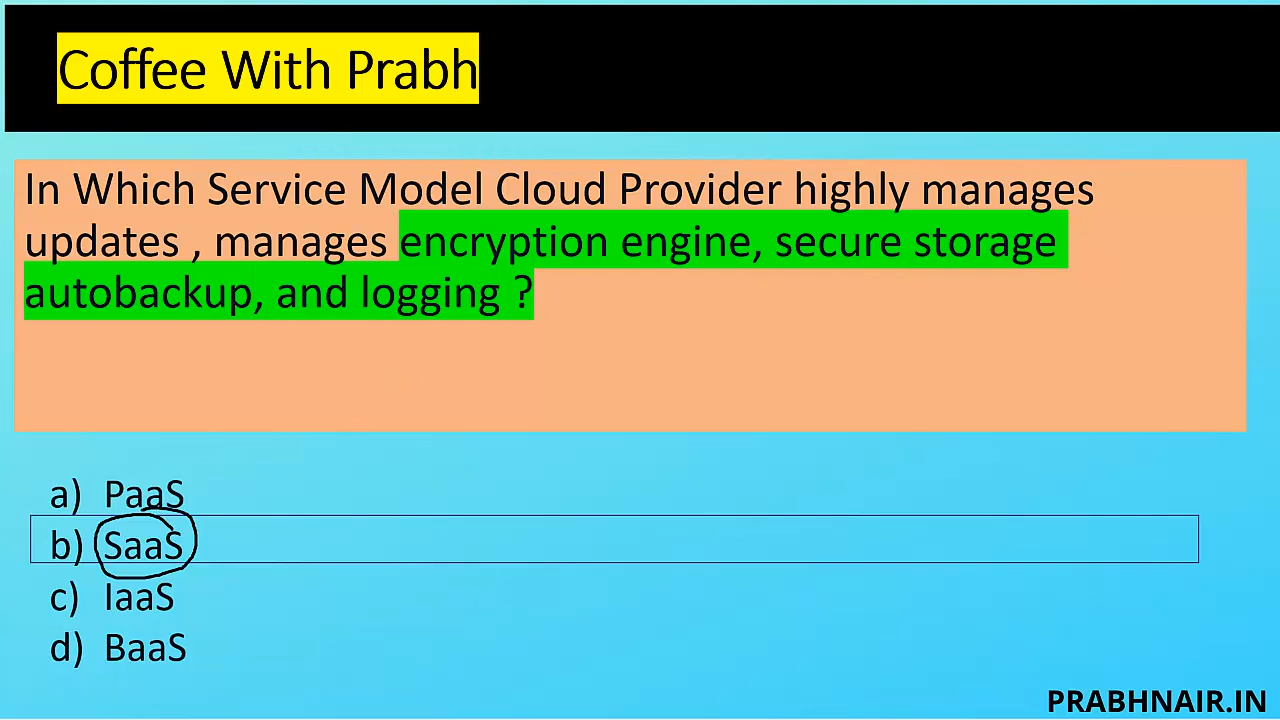 Coffee With Prabh
In Which Service Model Cloud Provider highly manages
updates , manages encryption engine, secure storage
autobackup, and logging ?
a) PaaS
b) SaaS
c) IaaS
d) BaaS
PRABHNAIR.IN